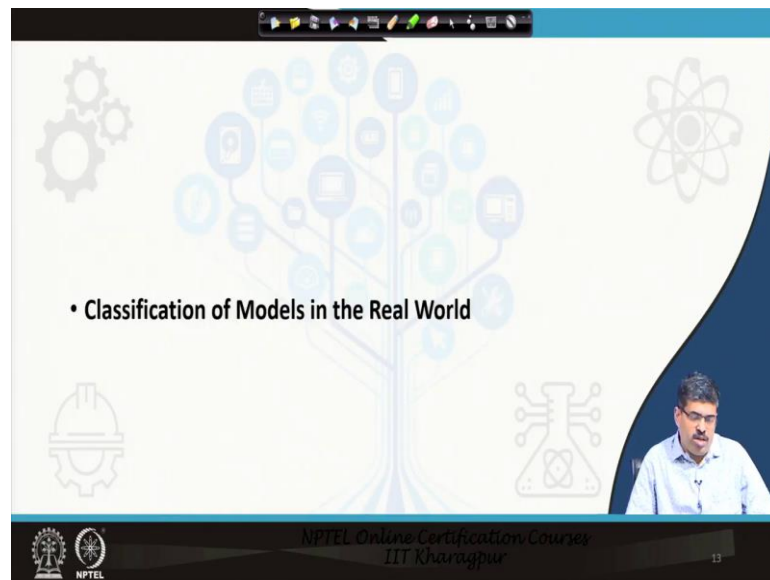 • Classification of Models in the Real World
NPTEL Online Certification Courses
IIT Kharagpur
NPTEL
13